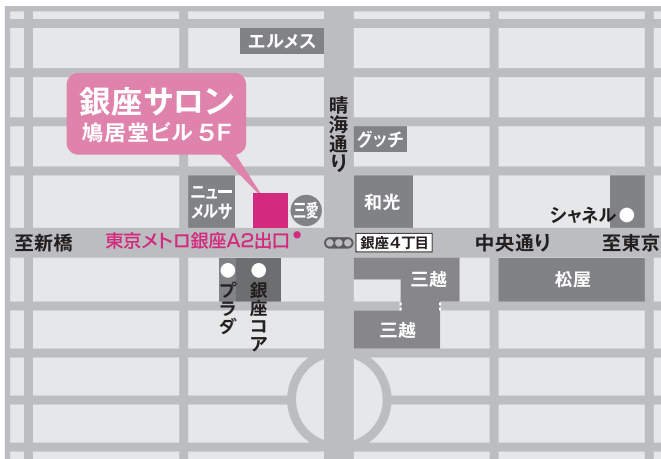 エルメス
銀座サロン
鳩居堂ビル 5F
晴海通り
グッチ
ニュー
メルサ
三愛
和光
シャネル
至新橋
東京メトロ銀座A2出口
銀座4丁目
中央通り
至東京
プラダ
銀座コア
三越
松屋
三越